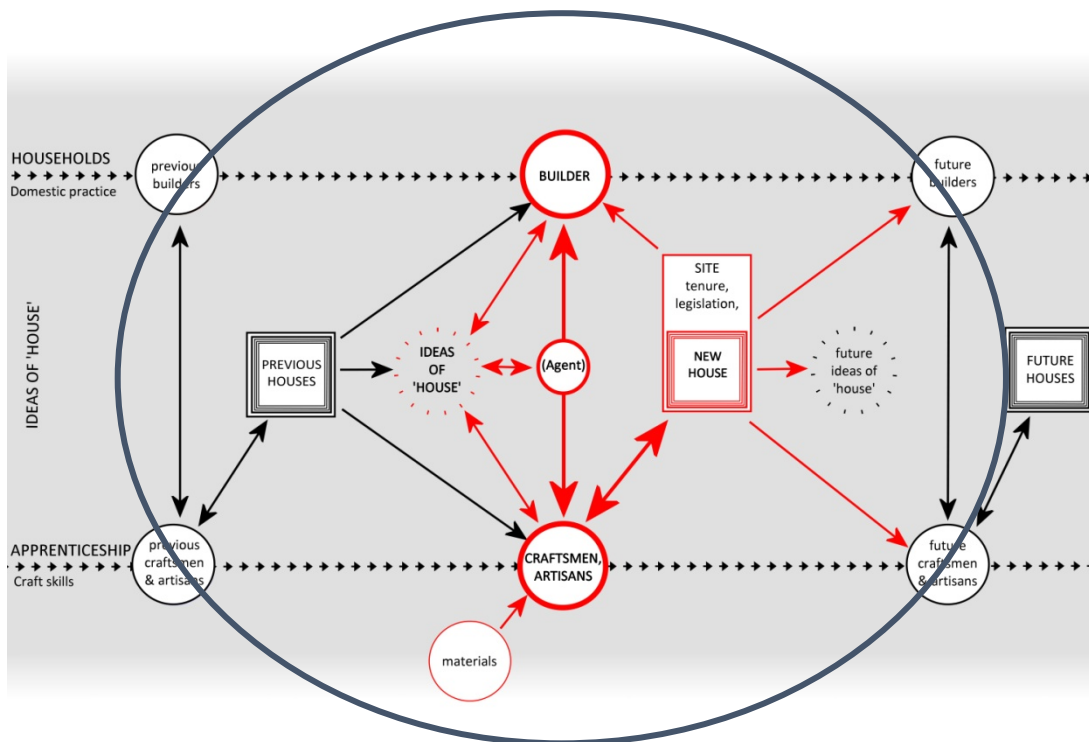 HOUSEHOLDS
Domestic practice
previous
builders
BUILDER
future
builders
IDEAS OF 'HOUSE'
PREVIOUS
HOUSES
IDEAS
OF
'HOUSE'
(Agent)
SITE
tenure,
legislation,
NEW
HOUSE
future
ideas of
'house'
FUTURE
HOUSES
APPRENTICESHIP
Craft skills
previous
craftsmen
& artisans
CRAFTSMEN,
ARTISANS
future
craftsmen
& artisans
materials